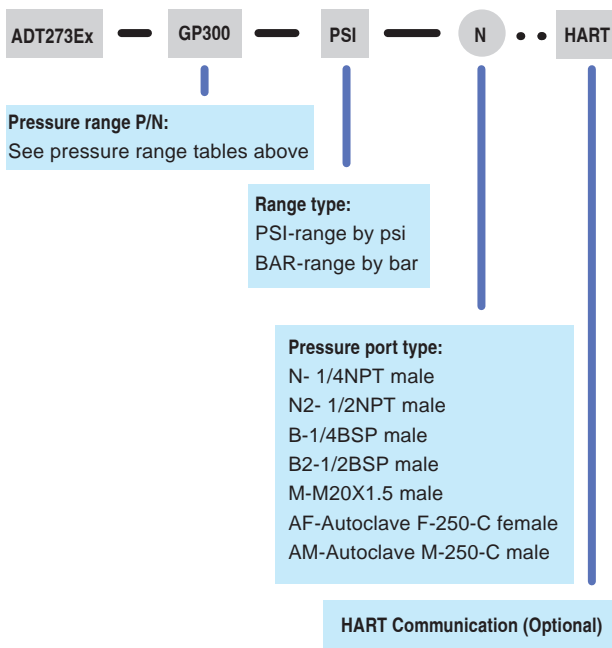 ADT273Ex GP300 PSI N HART
Pressure range P/N:
See pressure range tables above
Range type:
PSI-range by psi
BAR-range by bar
Pressure port type:
N- 1/4NPT male
N2- 1/2NPT male
B-1/4BSP male
B2-1/2BSP male
M-M20X1.5 male
AF-Autoclave F-250-C female
AM-Autoclave M-250-C male
HART Communication (Optional)